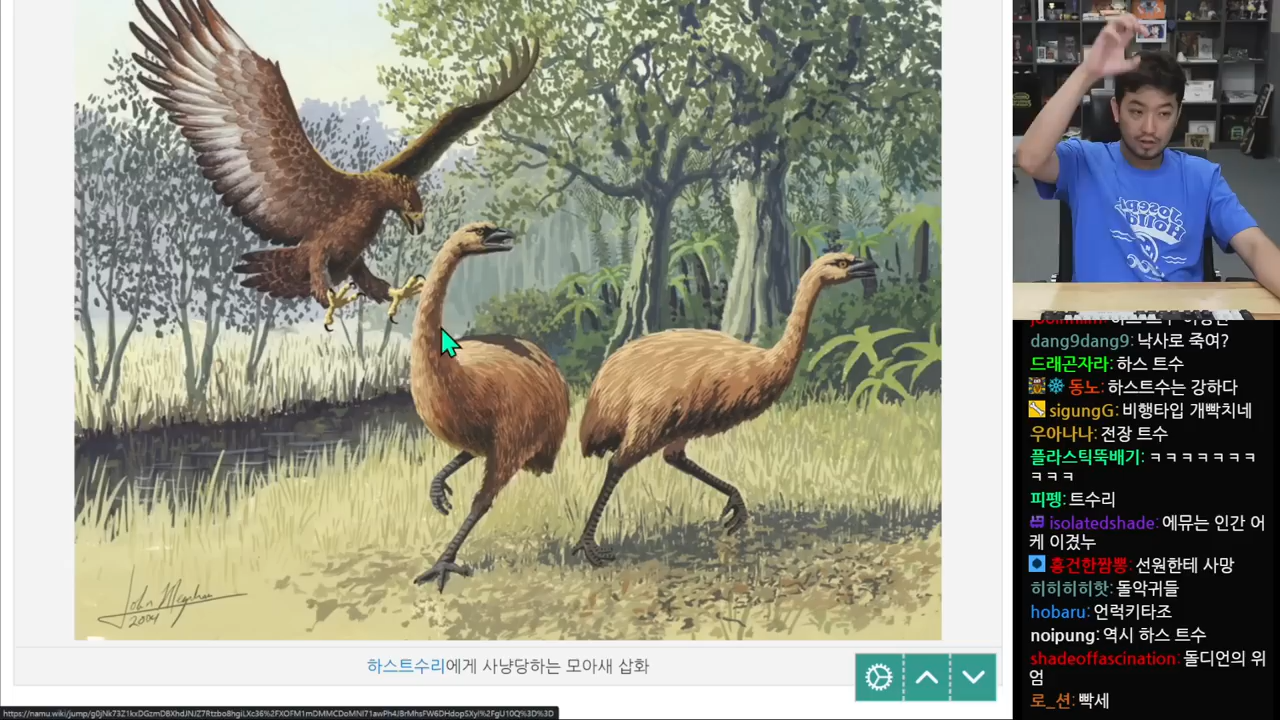 John Megahan
2004
하스트수리에게 사냥당하는 모아새 삽화
dang9dang9: 낙사로 죽여?
드래곤자라: 하스 트수
동노: 하스트수는 강하다
sigungG: 비행타입 개빡치네
우아나나: 전장 트수
플라스틱뚝배기: ㅋㅋㅋㅋㅋㅋㅋ
ㅋㅋㅋㅋ
피펭: 트수리
isolatedshade: 에뮤는 인간 어
케 이겼누
홍건한짬뽕: 선원한테 사망
히히히히핫: 돌악귀들
hobaru: 언럭키타조
noipung: 역시 하스 트수
shadeoffascination: 돌디언의 위
엄
로_션: 빡세